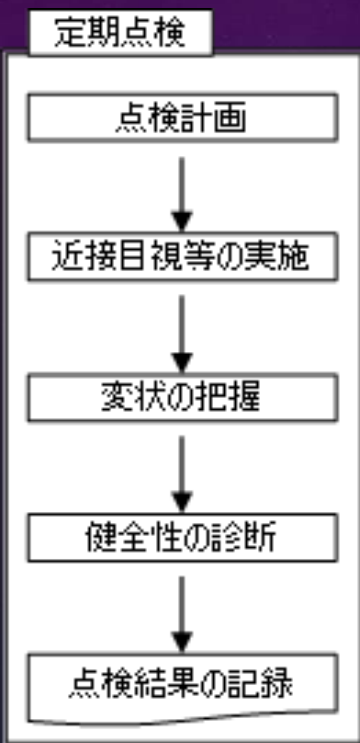 定期点検
点検計画
近接目視等の実施
変状の把握
健全性の診断
点検結果の記録